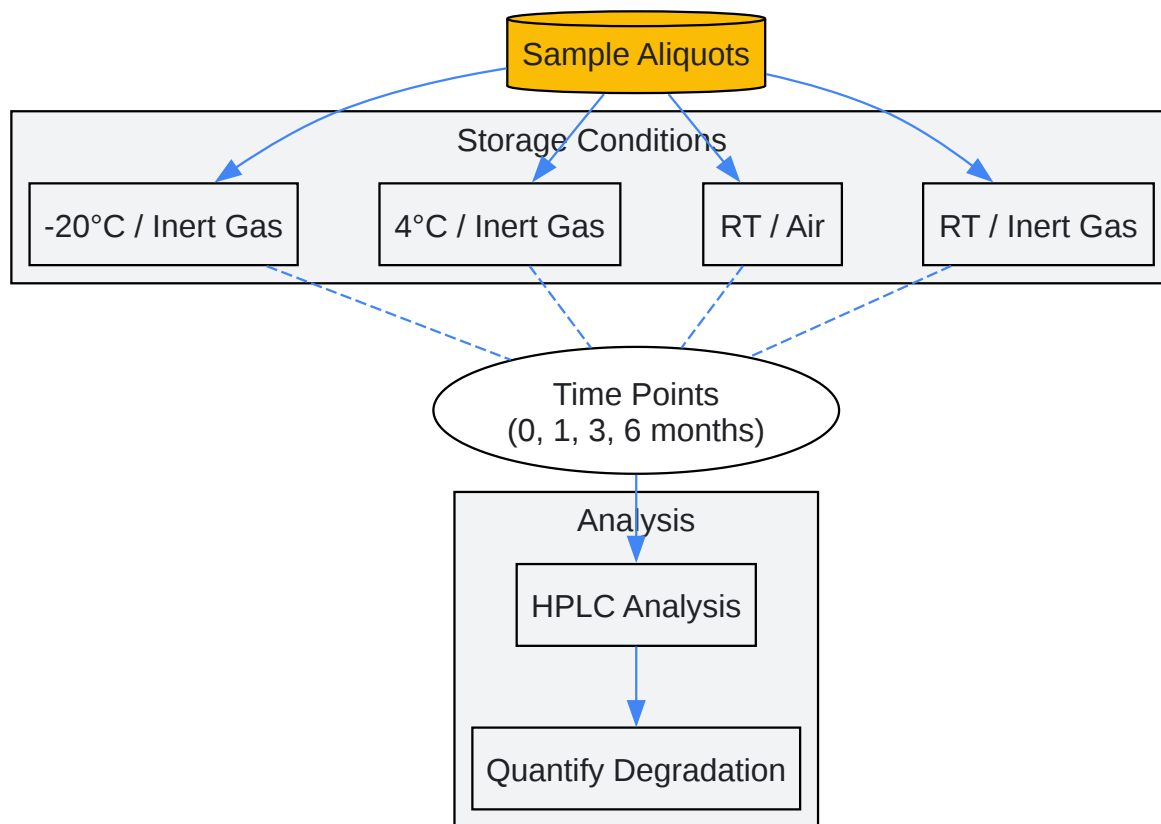 Sample Aliquots
Storage Conditions
-20°C / Inert Gas
4°C / Inert Gas
RT / Air
RT / Inert Gas
Time Points
(0, 1, 3, 6 months)
Analysis
HPLC Analysis
Quantify Degradation